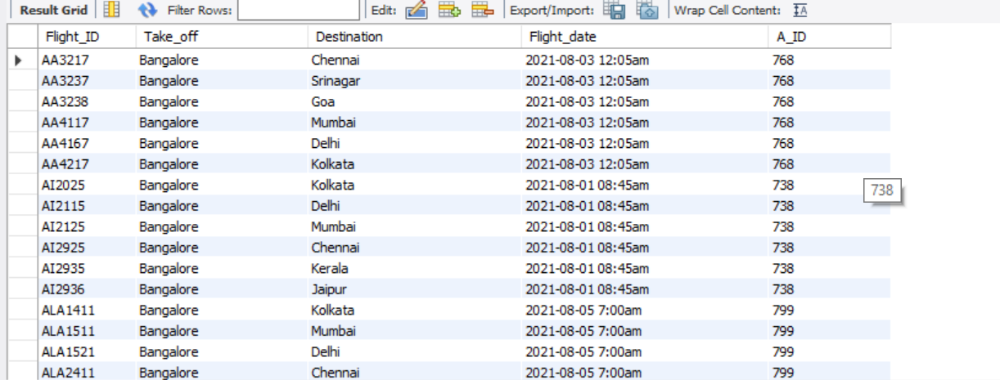 Result Grid Filter Rows: Edit: Export/Import: Wrap Cell Content: IA
Flight_ID Take_off Destination Flight_date A_ID
AA3217 Bangalore Chennai 2021-08-03 12:05am 768
AA3237 Bangalore Srinagar 2021-08-03 12:05am 768
AA3238 Bangalore Goa 2021-08-03 12:05am 768
AA4117 Bangalore Mumbai 2021-08-03 12:05am 768
AA4167 Bangalore Delhi 2021-08-03 12:05am 768
AA4217 Bangalore Kolkata 2021-08-03 12:05am 768
AI2025 Bangalore Kolkata 2021-08-01 08:45am 738
738
AI2115 Bangalore Delhi 2021-08-01 08:45am 738
AI2125 Bangalore Mumbai 2021-08-01 08:45am 738
AI2925 Bangalore Chennai 2021-08-01 08:45am 738
AI2935 Bangalore Kerala 2021-08-01 08:45am 738
AI2936 Bangalore Jaipur 2021-08-01 08:45am 738
ALA1411 Bangalore Kolkata 2021-08-05 7:00am 799
ALA1511 Bangalore Mumbai 2021-08-05 7:00am 799
ALA1521 Bangalore Delhi 2021-08-05 7:00am 799
ALA2411 Bangalore Chennai 2021-08-05 7:00am 799